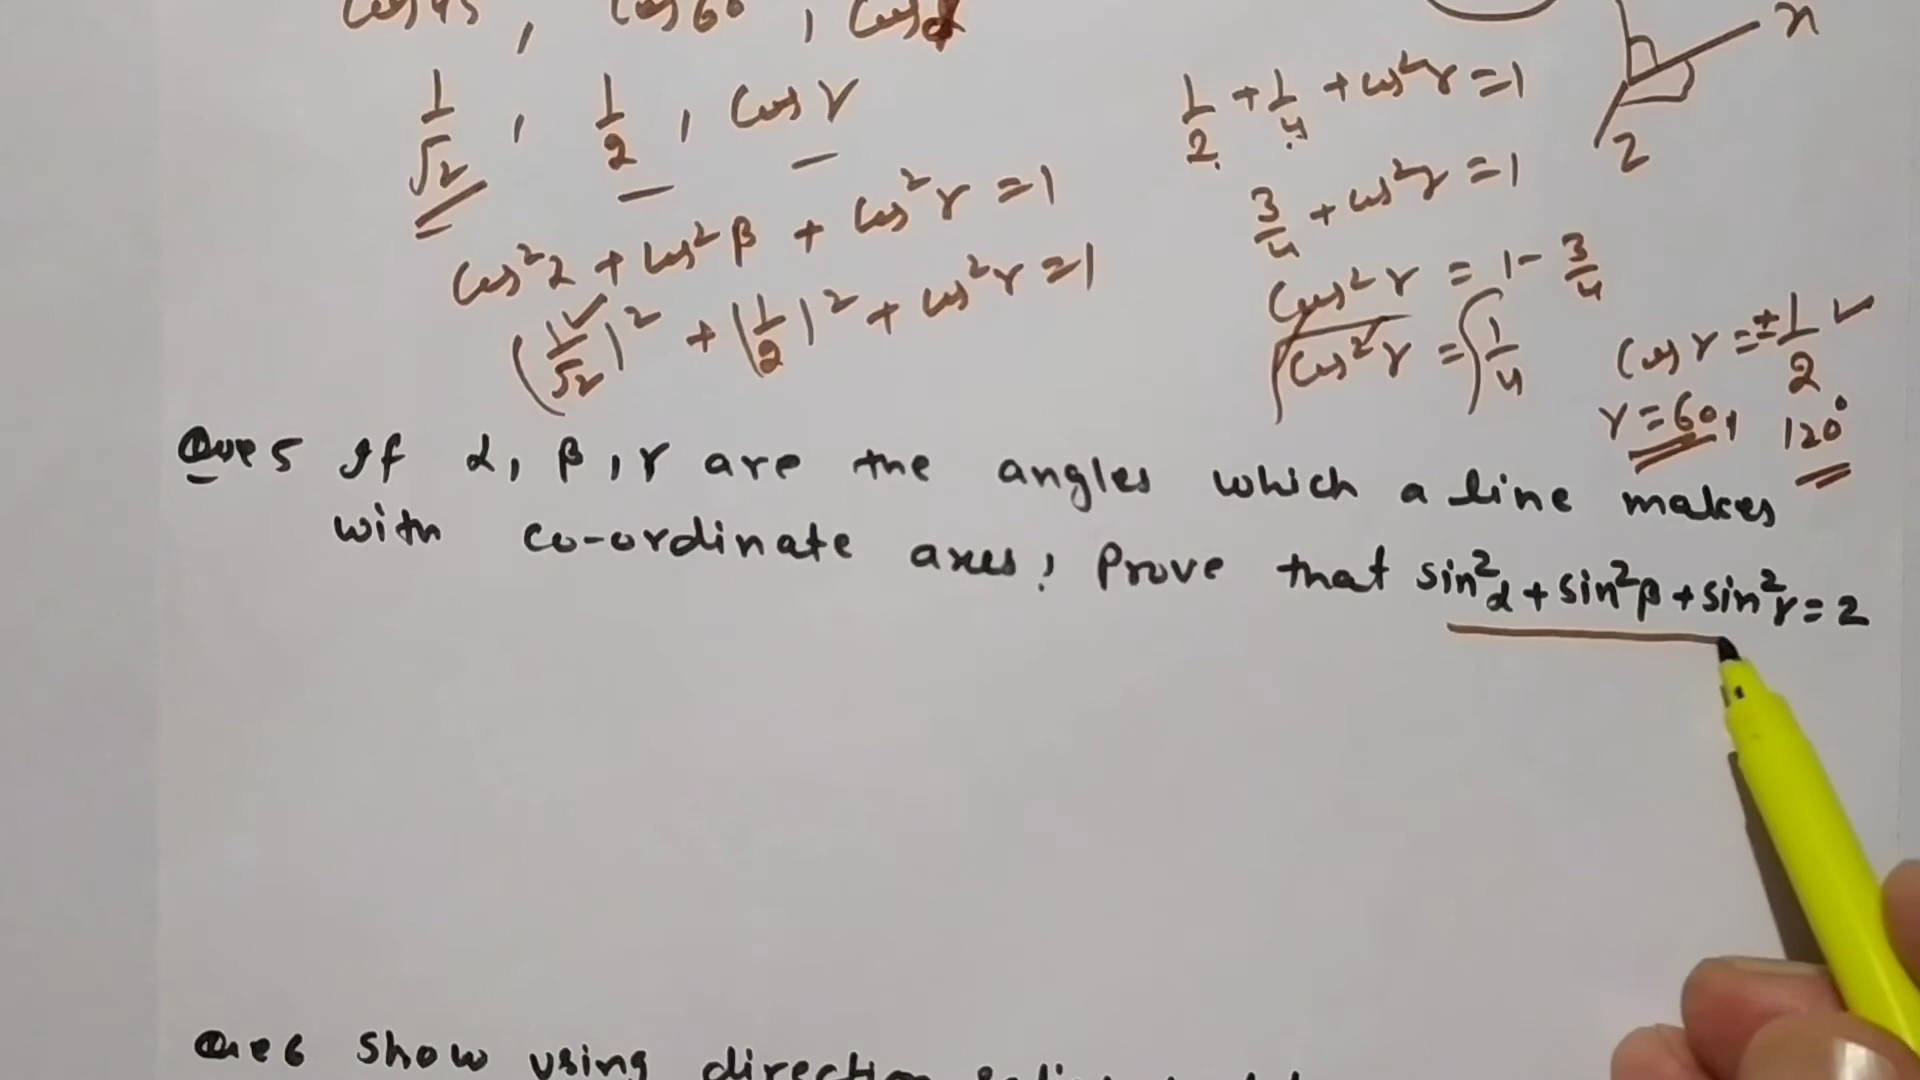 cos 45, cos 60, cos
1/√2, 1/2, cos γ
cos²α + cos²β + cos²γ = 1
(1/√2)² + (1/2)² + cos²γ = 1
x
z
1/2 + 1/4 + cos²γ = 1
3/4 + cos²γ = 1
cos²γ = 1 - 3/4
√cos²γ = √1/4
cos γ = ±1/2 ✓
γ = 60, 120°
Que 5 If α, β, γ are the angles which a line makes
with co-ordinate axes, Prove that sin²α + sin²β + sin²γ = 2
Que 6 Show using direction